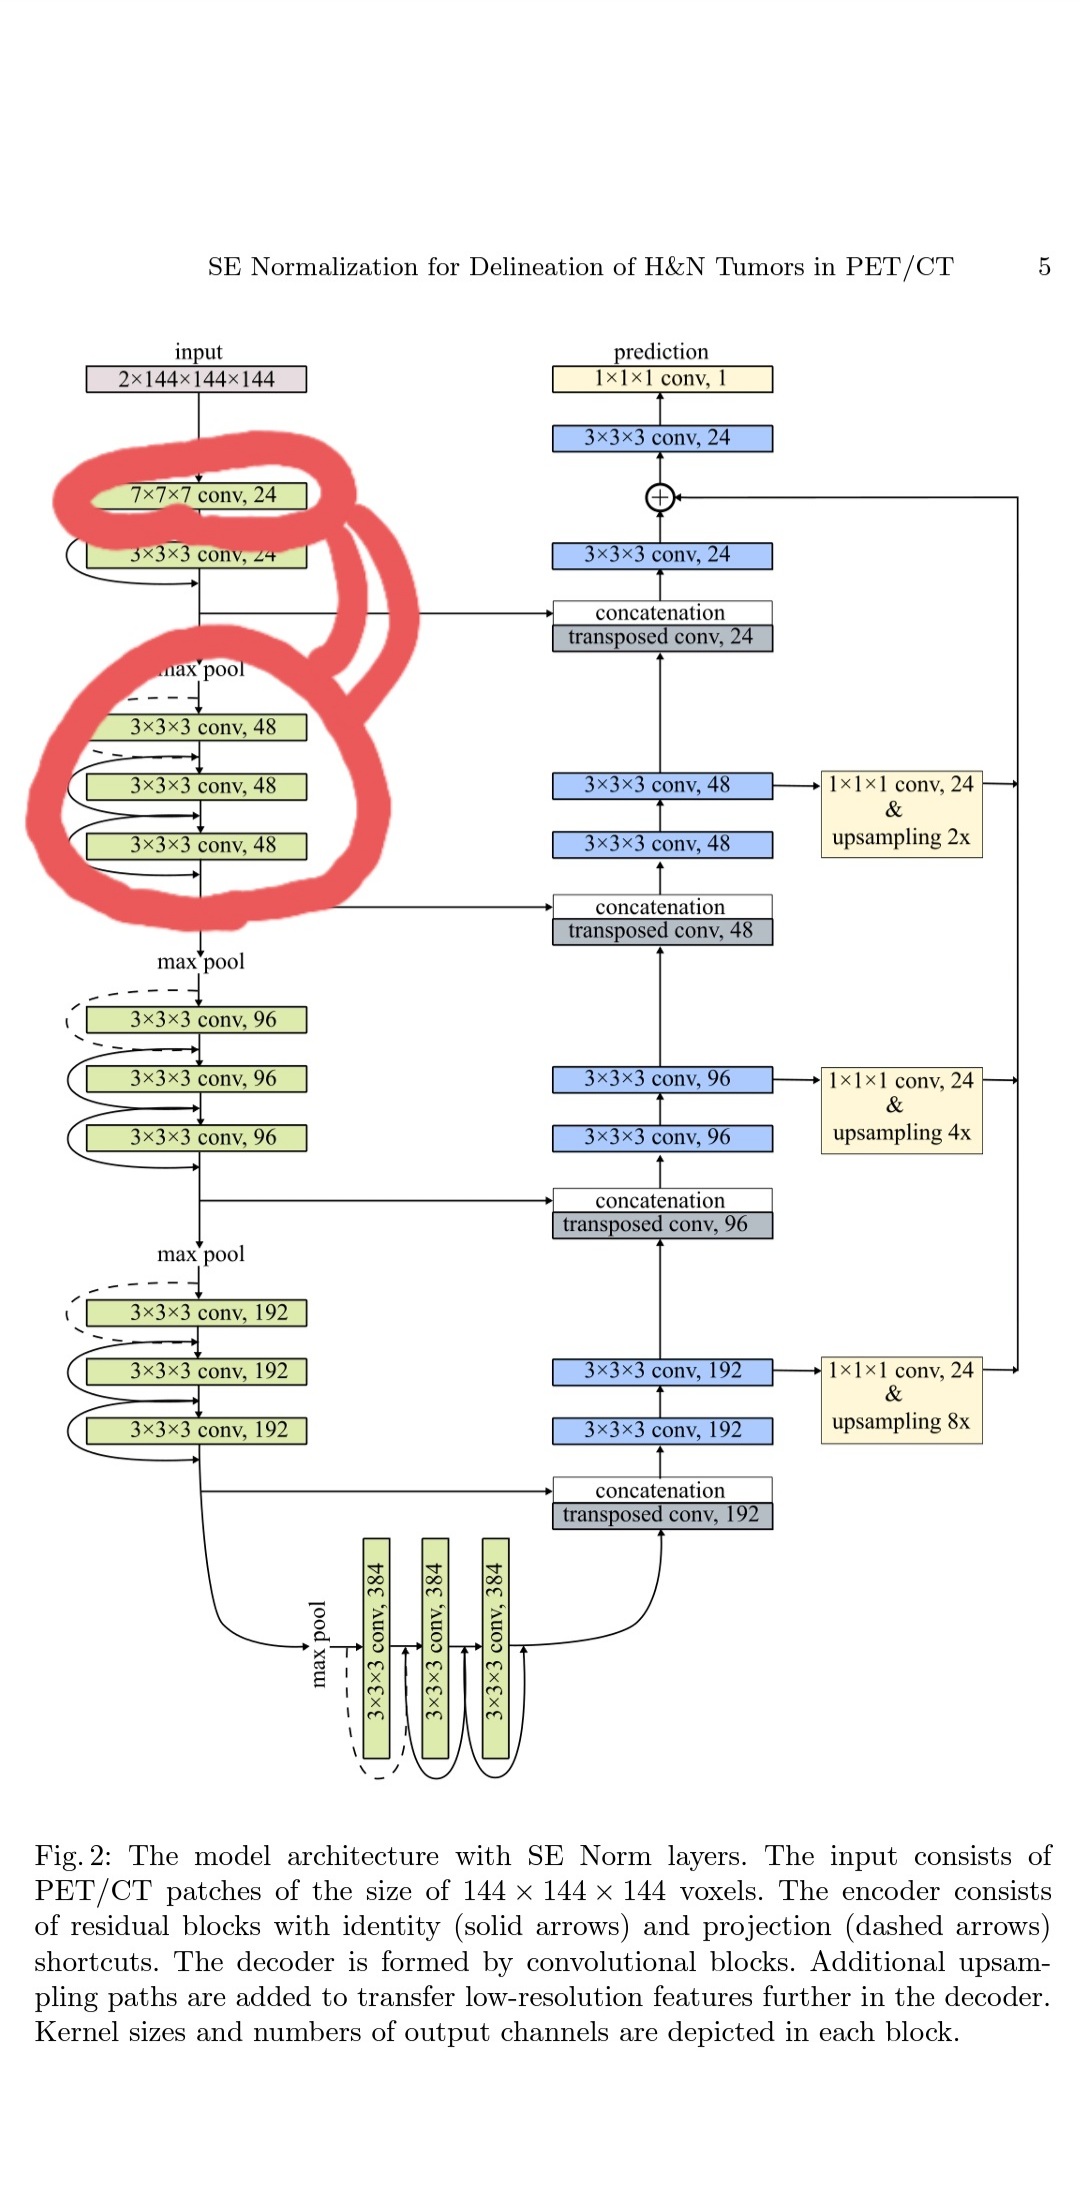 SE Normalization for Delineation of H&N Tumors in PET/CT 5
input
2×144×144×144
7×7×7 conv, 24
3×3×3 conv, 24
max pool
3×3×3 conv, 48
3×3×3 conv, 48
3×3×3 conv, 48
max pool
3×3×3 conv, 96
3×3×3 conv, 96
3×3×3 conv, 96
max pool
3×3×3 conv, 192
3×3×3 conv, 192
3×3×3 conv, 192
max pool
3×3×3 conv, 384
3×3×3 conv, 384
3×3×3 conv, 384
prediction
1×1×1 conv, 1
3×3×3 conv, 24
+
3×3×3 conv, 24
concatenation
transposed conv, 24
3×3×3 conv, 48
3×3×3 conv, 48
concatenation
transposed conv, 48
3×3×3 conv, 96
3×3×3 conv, 96
concatenation
transposed conv, 96
3×3×3 conv, 192
3×3×3 conv, 192
concatenation
transposed conv, 192
1×1×1 conv, 24
&
upsampling 2x
1×1×1 conv, 24
&
upsampling 4x
1×1×1 conv, 24
&
upsampling 8x
Fig. 2: The model architecture with SE Norm layers. The input consists of
PET/CT patches of the size of 144 × 144 × 144 voxels. The encoder consists
of residual blocks with identity (solid arrows) and projection (dashed arrows)
shortcuts. The decoder is formed by convolutional blocks. Additional upsam-
pling paths are added to transfer low-resolution features further in the decoder.
Kernel sizes and numbers of output channels are depicted in each block.